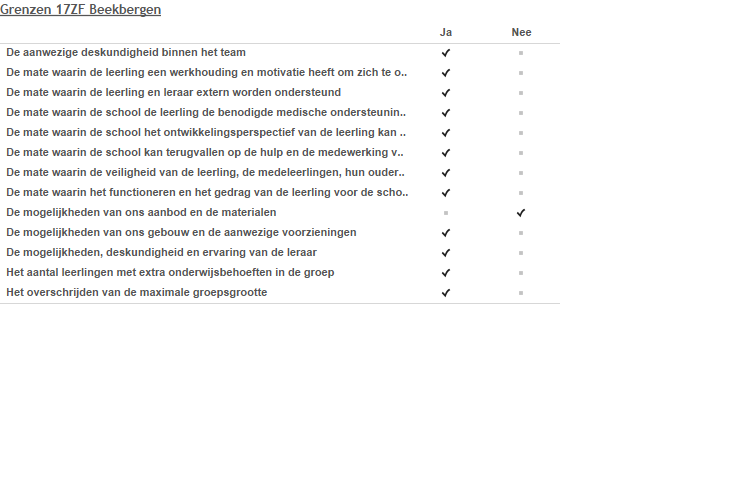 Grenzen 17ZF Beekbergen
Ja Nee
De aanwezige deskundigheid binnen het team
De mate waarin de leerling een werkhouding en motivatie heeft om zich te o..
De mate waarin de leerling en leraar extern worden ondersteund
De mate waarin de school de leerling de benodigde medische ondersteunin..
De mate waarin de school het ontwikkelingsperspectief van de leerling kan ..
De mate waarin de school kan terugvallen op de hulp en de medewerking v..
De mate waarin de veiligheid van de leerling, de medeleerlingen, hun ouder..
De mate waarin het functioneren en het gedrag van de leerling voor de scho..
De mogelijkheden van ons aanbod en de materialen
De mogelijkheden van ons gebouw en de aanwezige voorzieningen
De mogelijkheden, deskundigheid en ervaring van de leraar
Het aantal leerlingen met extra onderwijsbehoeften in de groep
Het overschrijden van de maximale groepsgrootte